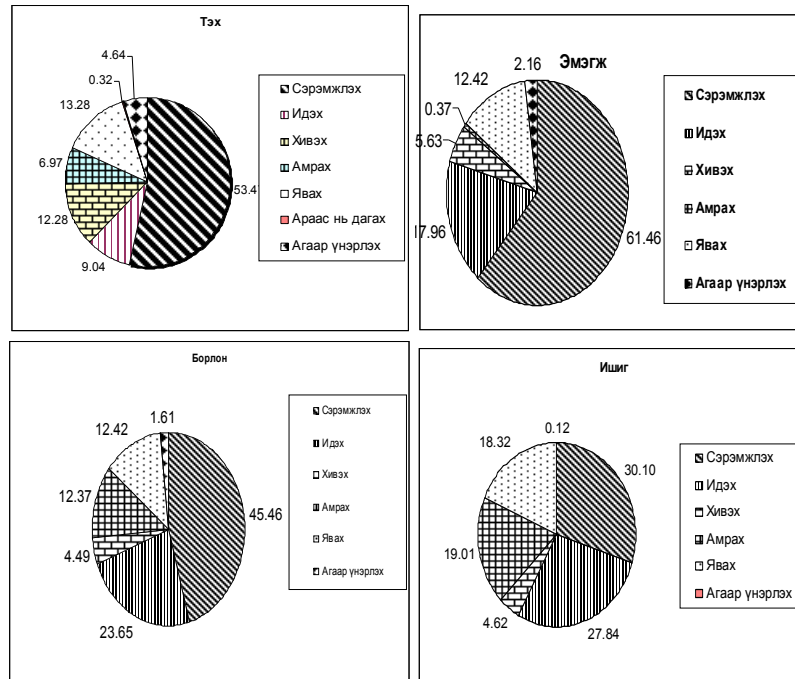 Тэх
4.64
0.32
13.28
6.97
12.28
9.04
53.4
Сэрэмжлэх
Идэх
Хивэх
Амрах
Явах
Араас нь дагах
Агаар үнэрлэх
Эмэгж
2.16
12.42
0.37
5.63
17.96
61.46
Сэрэмжлэх
Идэх
Хивэх
Амрах
Явах
Агаар үнэрлэх
Борлон
1.61
12.42
12.37
4.49
23.65
45.46
Сэрэмжлэх
Идэх
Хивэх
Амрах
Явах
Агаар үнэрлэх
Ишиг
0.12
18.32
30.10
19.01
4.62
27.84
Сэрэмжлэх
Идэх
Хивэх
Амрах
Явах
Агаар үнэрлэх